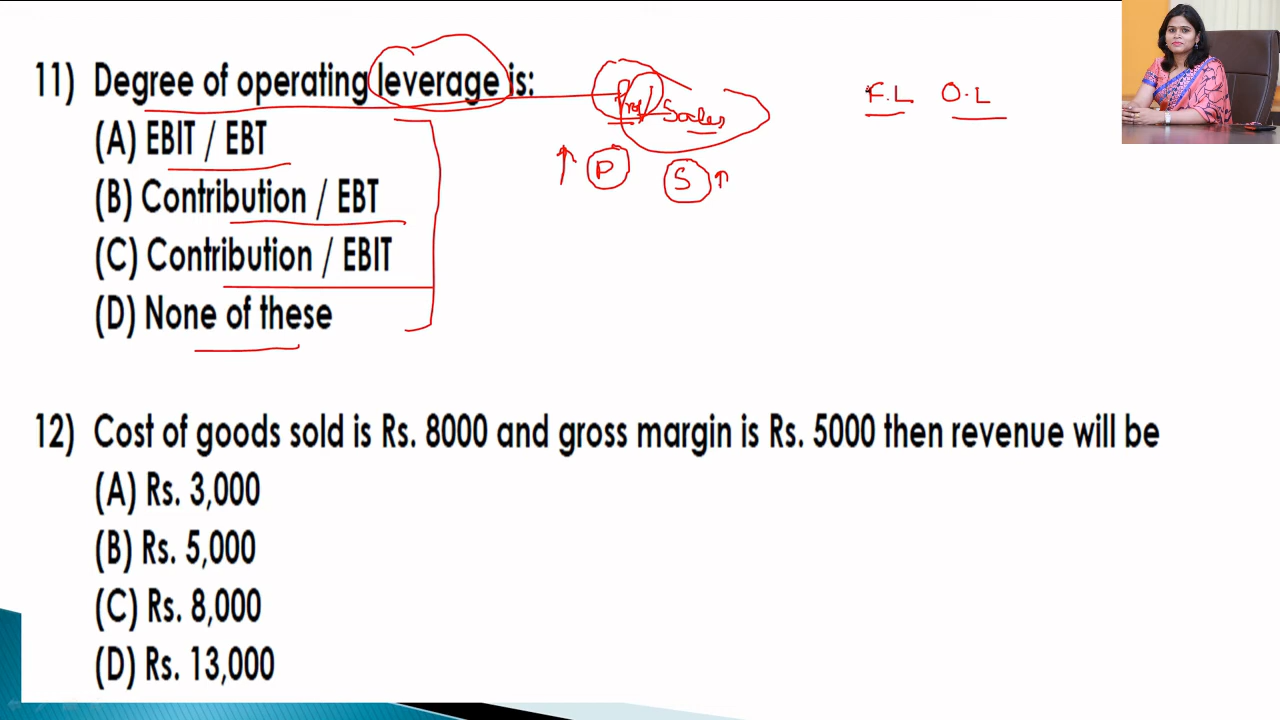 11) Degree of operating leverage is:
(A) EBIT / EBT
(B) Contribution / EBT
(C) Contribution / EBIT
(D) None of these
Sales
P S
F.L O.L
12) Cost of goods sold is Rs. 8000 and gross margin is Rs. 5000 then revenue will be
(A) Rs. 3,000
(B) Rs. 5,000
(C) Rs. 8,000
(D) Rs. 13,000